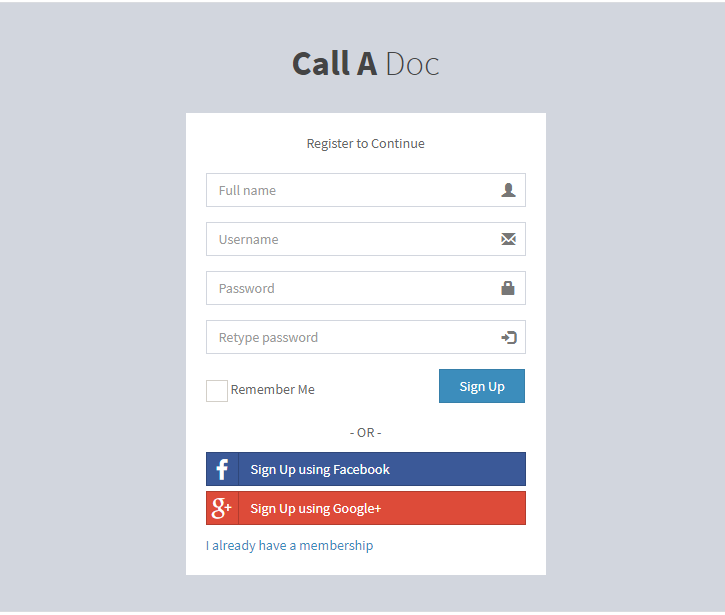 Call A Doc
Register to Continue
Full name
Username
Password
Retype password
Remember Me
Sign Up
- OR -
f
Sign Up using Facebook
g+
Sign Up using Google+
I already have a membership